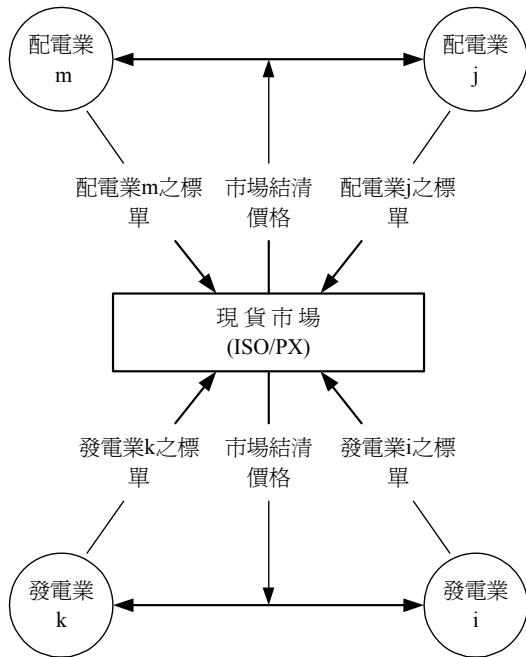 配電業
m
配電業
j
配電業m之標
單
市場結清
價格
配電業j之標
單
現 貨 市 場
(ISO/PX)
發電業k之標
單
市場結清
價格
發電業i之標
單
發電業
k
發電業
i